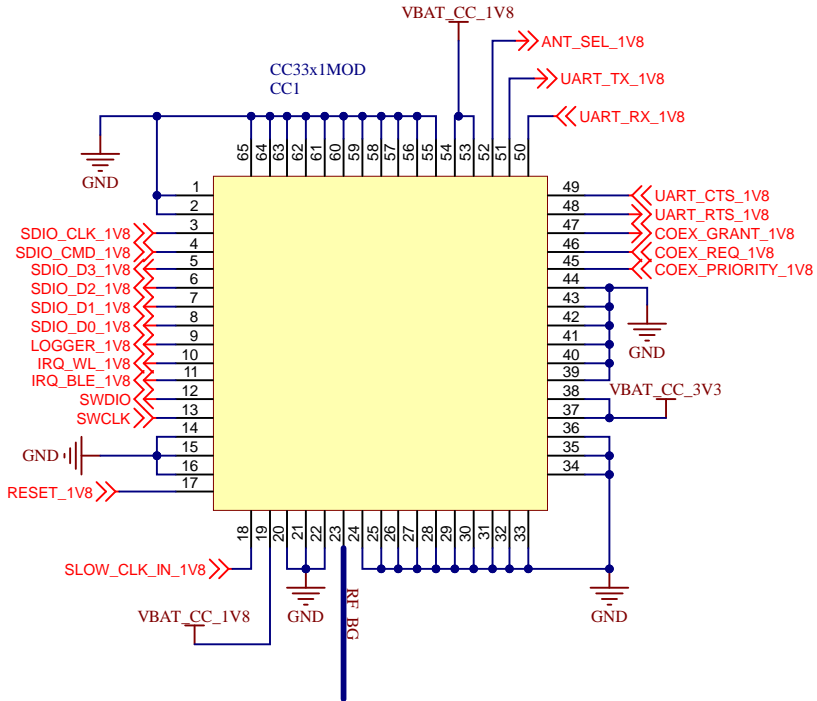 VBAT_CC_1V8
ANT_SEL_1V8
CC33x1MOD
CC1
UART_TX_1V8
UART_RX_1V8
65
64
63
62
61
60
59
58
57
56
55
54
53
52
51
50
GND
1
2
3
4
5
6
7
8
9
10
11
12
13
14
15
16
17
SDIO_CLK_1V8
SDIO_CMD_1V8
SDIO_D3_1V8
SDIO_D2_1V8
SDIO_D1_1V8
SDIO_D0_1V8
LOGGER_1V8
IRQ_WL_1V8
IRQ_BLE_1V8
SWDIO
SWCLK
GND
RESET_1V8
49
48
47
46
45
44
43
42
41
40
39
38
37
36
35
34
UART_CTS_1V8
UART_RTS_1V8
COEX_GRANT_1V8
COEX_REQ_1V8
COEX_PRIORITY_1V8
GND
VBAT_CC_3V3
18
19
20
21
22
23
24
25
26
27
28
29
30
31
32
33
SLOW_CLK_IN_1V8
VBAT_CC_1V8
GND
RF_BG
GND